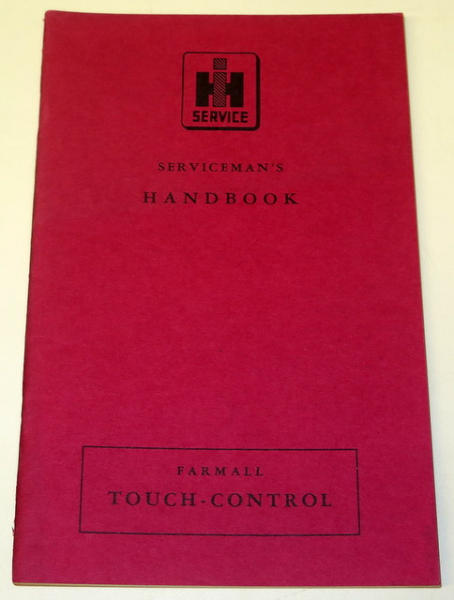 IH
SERVICE
SERVICEMAN'S
HANDBOOK
FARMALL
TOUCH-CONTROL